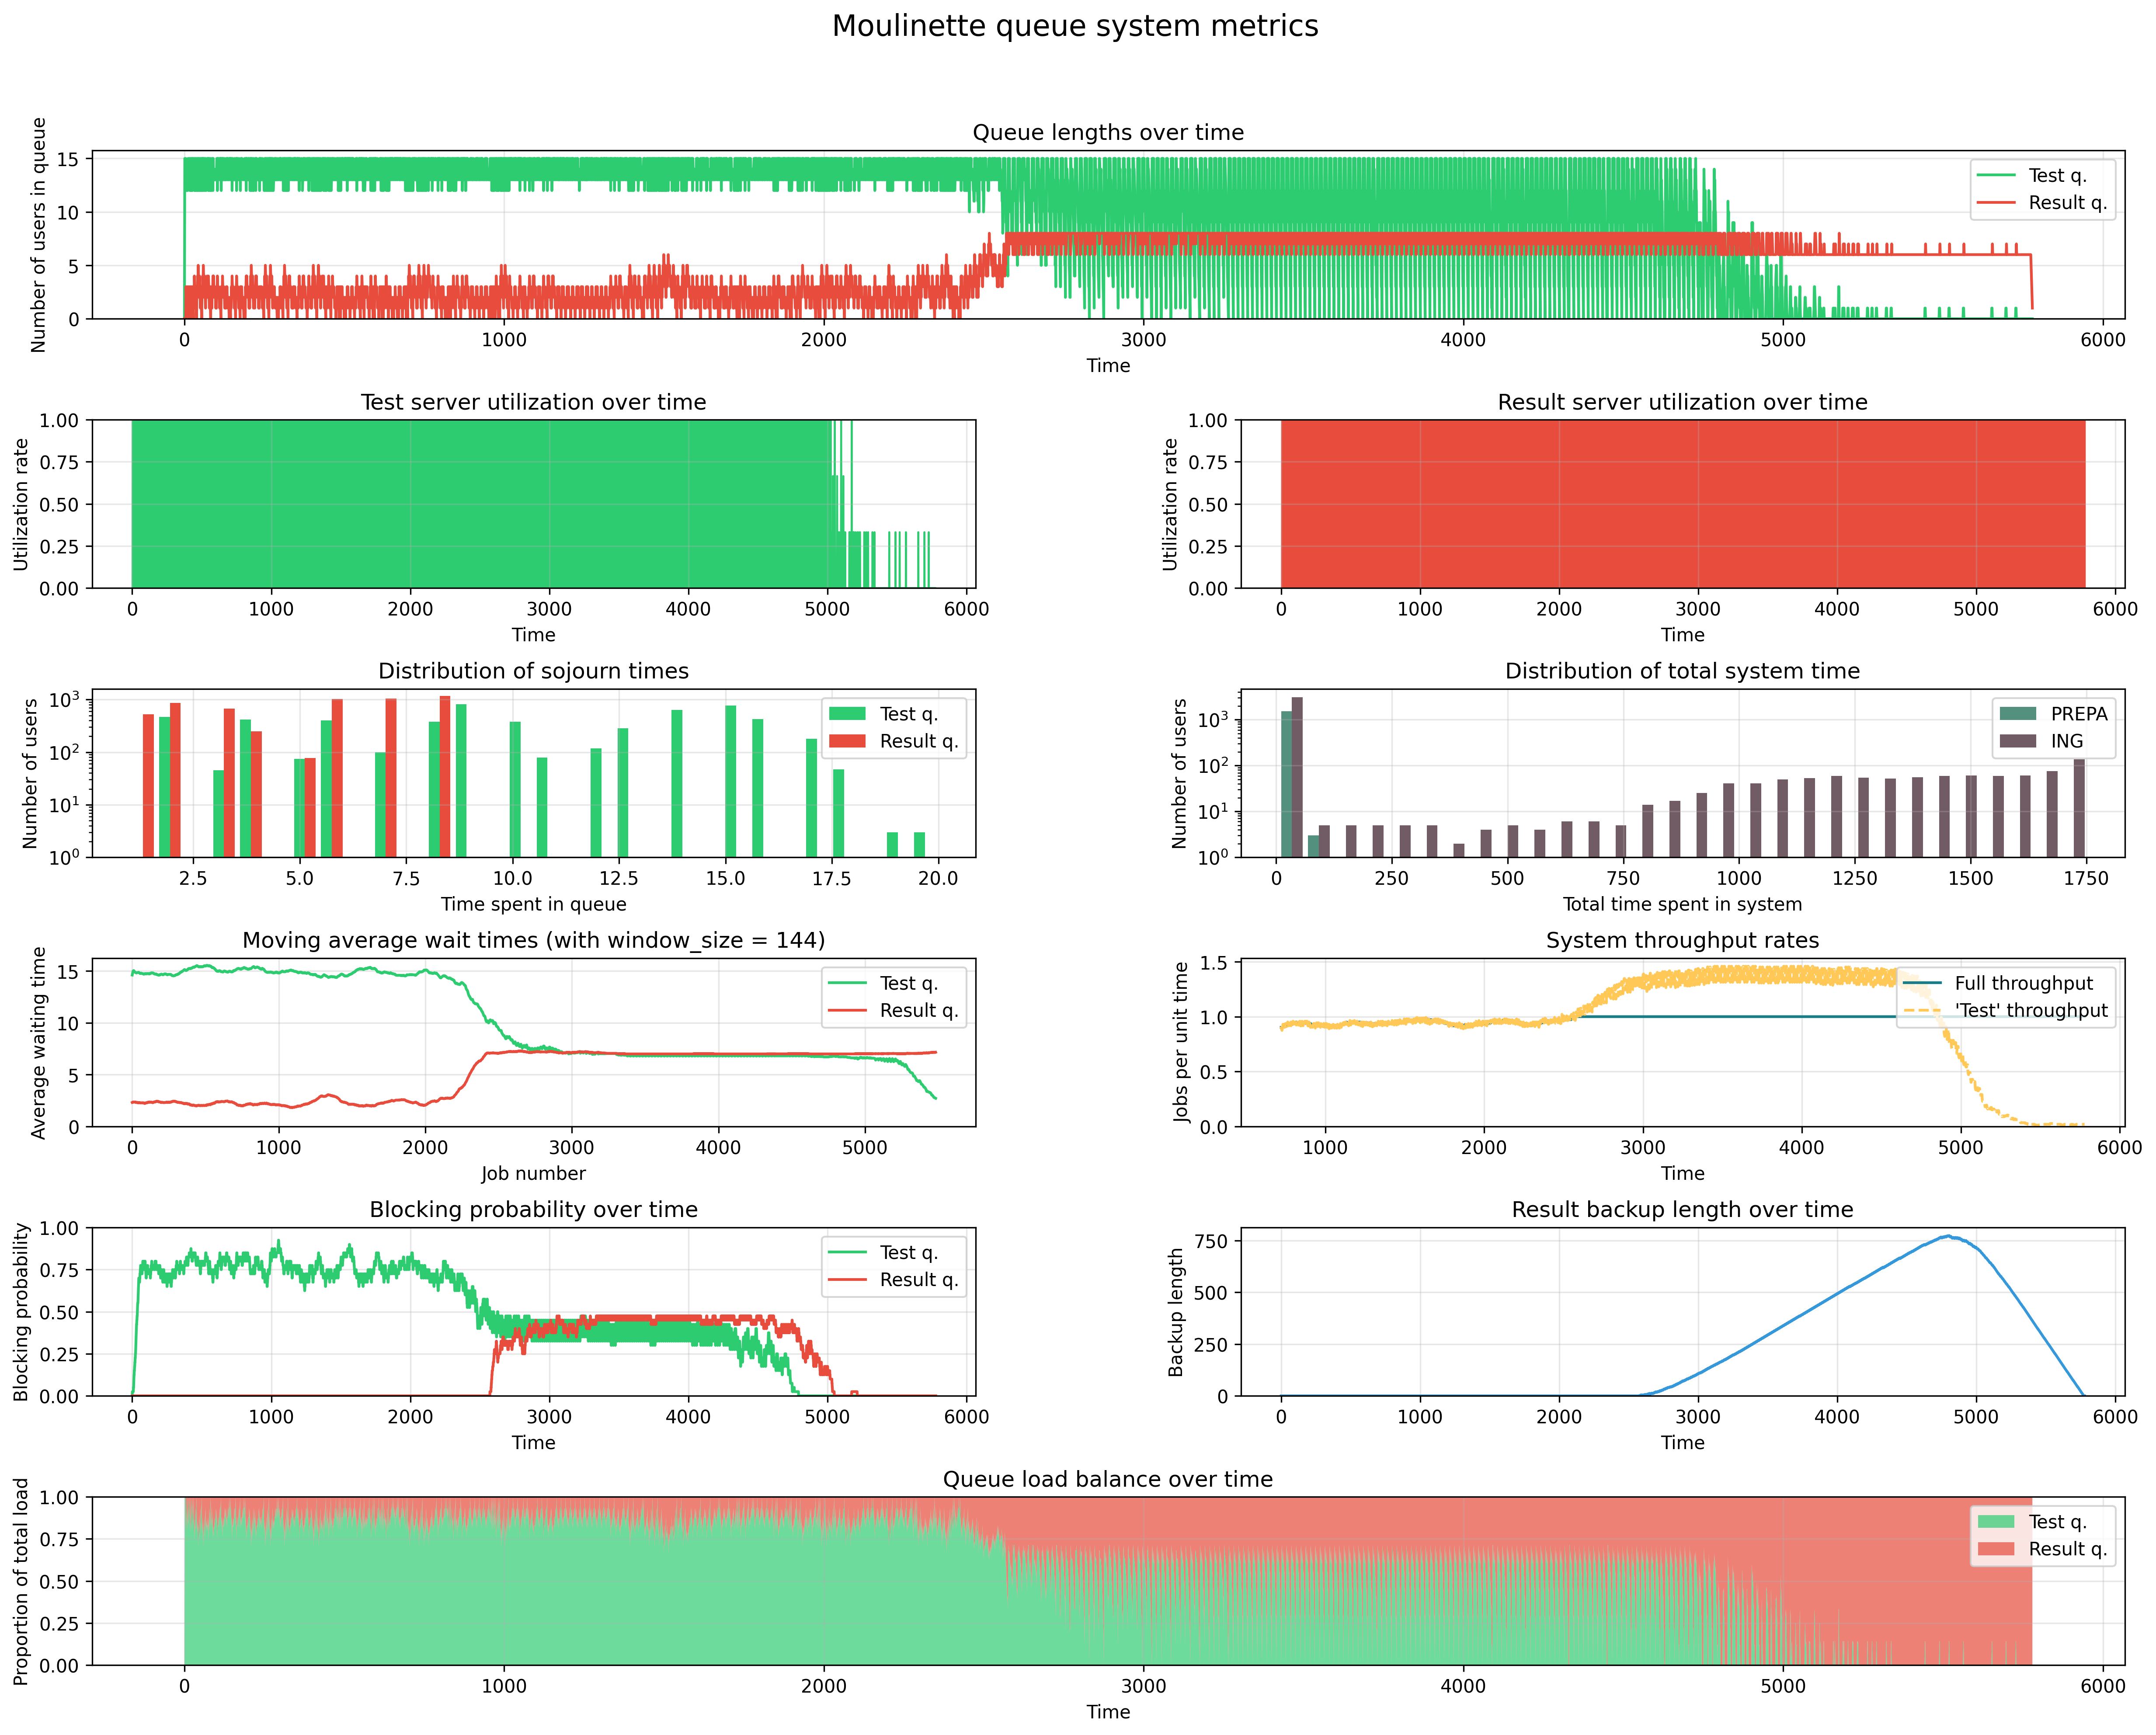 Moulinette queue system metrics
Queue lengths over time
Number of users in queue
15
10
5
0
Test q.
Result q.
0 1000 2000 3000 4000 5000 6000
Time
Test server utilization over time
Utilization rate
1.00
0.75
0.50
0.25
0.00
0 1000 2000 3000 4000 5000 6000
Time
Result server utilization over time
Utilization rate
1.00
0.75
0.50
0.25
0.00
0 1000 2000 3000 4000 5000 6000
Time
Distribution of sojourn times
Number of users
10³
10²
10¹
10⁰
Test q.
Result q.
2.5 5.0 7.5 10.0 12.5 15.0 17.5 20.0
Time spent in queue
Distribution of total system time
Number of users
10³
10²
10¹
10⁰
PREPA
ING
0 250 500 750 1000 1250 1500 1750
Total time spent in system
Moving average wait times (with window_size = 144)
Average waiting time
15
10
5
0
Test q.
Result q.
0 1000 2000 3000 4000 5000
Job number
System throughput rates
Jobs per unit time
1.5
1.0
0.5
0.0
Full throughput
'Test' throughput
1000 2000 3000 4000 5000 6000
Time
Blocking probability over time
Blocking probability
1.00
0.75
0.50
0.25
0.00
Test q.
Result q.
0 1000 2000 3000 4000 5000 6000
Time
Result backup length over time
Backup length
750
500
250
0
0 1000 2000 3000 4000 5000 6000
Time
Queue load balance over time
Proportion of total load
1.00
0.75
0.50
0.25
0.00
Test q.
Result q.
0 1000 2000 3000 4000 5000 6000
Time